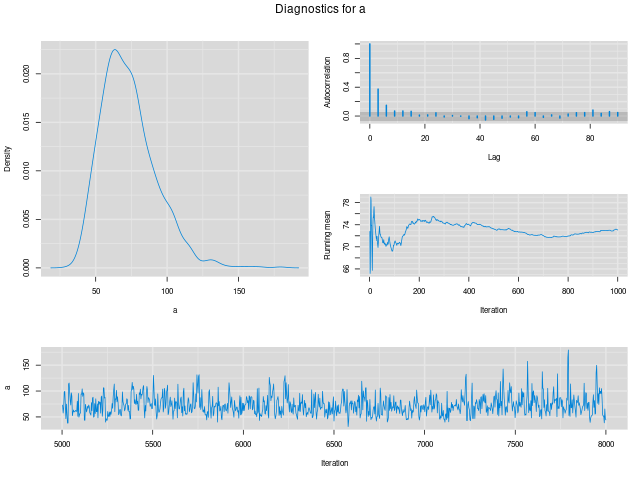 Diagnostics for a
Density
0.000 0.005 0.010 0.015 0.020
50 100 150
a
Autocorrelation
0.0 0.4 0.8
0 20 40 60 80
Lag
Running mean
66 70 74 78
0 200 400 600 800 1000
Iteration
a
50 100 150
5000 5500 6000 6500 7000 7500 8000
Iteration